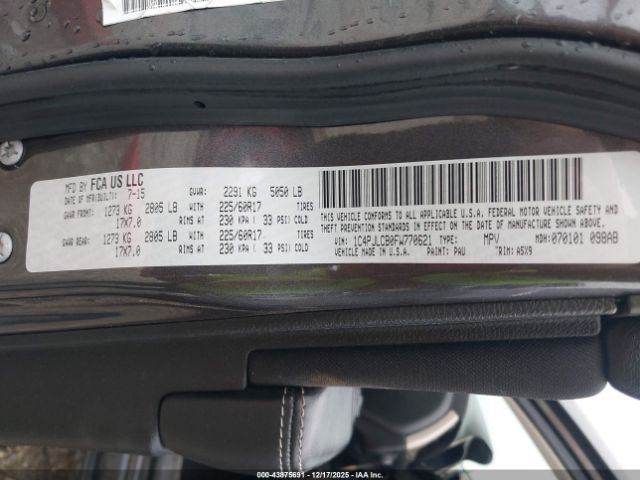 MFD BY FCA US LLC
DATE OF MFR(BUILT): 7-15 GVWR: 2291 KG 5050 LB
GAWR FRONT: 1273 KG 2805 LB WITH 225/60R17 TIRES
17X7.0 RIMS AT 230 KPA ( 33 PSI) COLD
GAWR REAR: 1273 KG 2805 LB WITH 225/60R17 TIRES
17X7.0 RIMS AT 230 KPA ( 33 PSI) COLD
THIS VEHICLE CONFORMS TO ALL APPLICABLE U.S.A. FEDERAL MOTOR VEHICLE SAFETY AND
THEFT PREVENTION STANDARDS IN EFFECT ON THE DATE OF MANUFACTURE SHOWN ABOVE.
VIN: 1C4PJLCB0FW770621 TYPE: MPV MDH:070101 098AB
VEHICLE MADE IN U.S.A. PAINT: PAU TRIM: A5X9
00-43875691 - 12/17/2025 - IAA